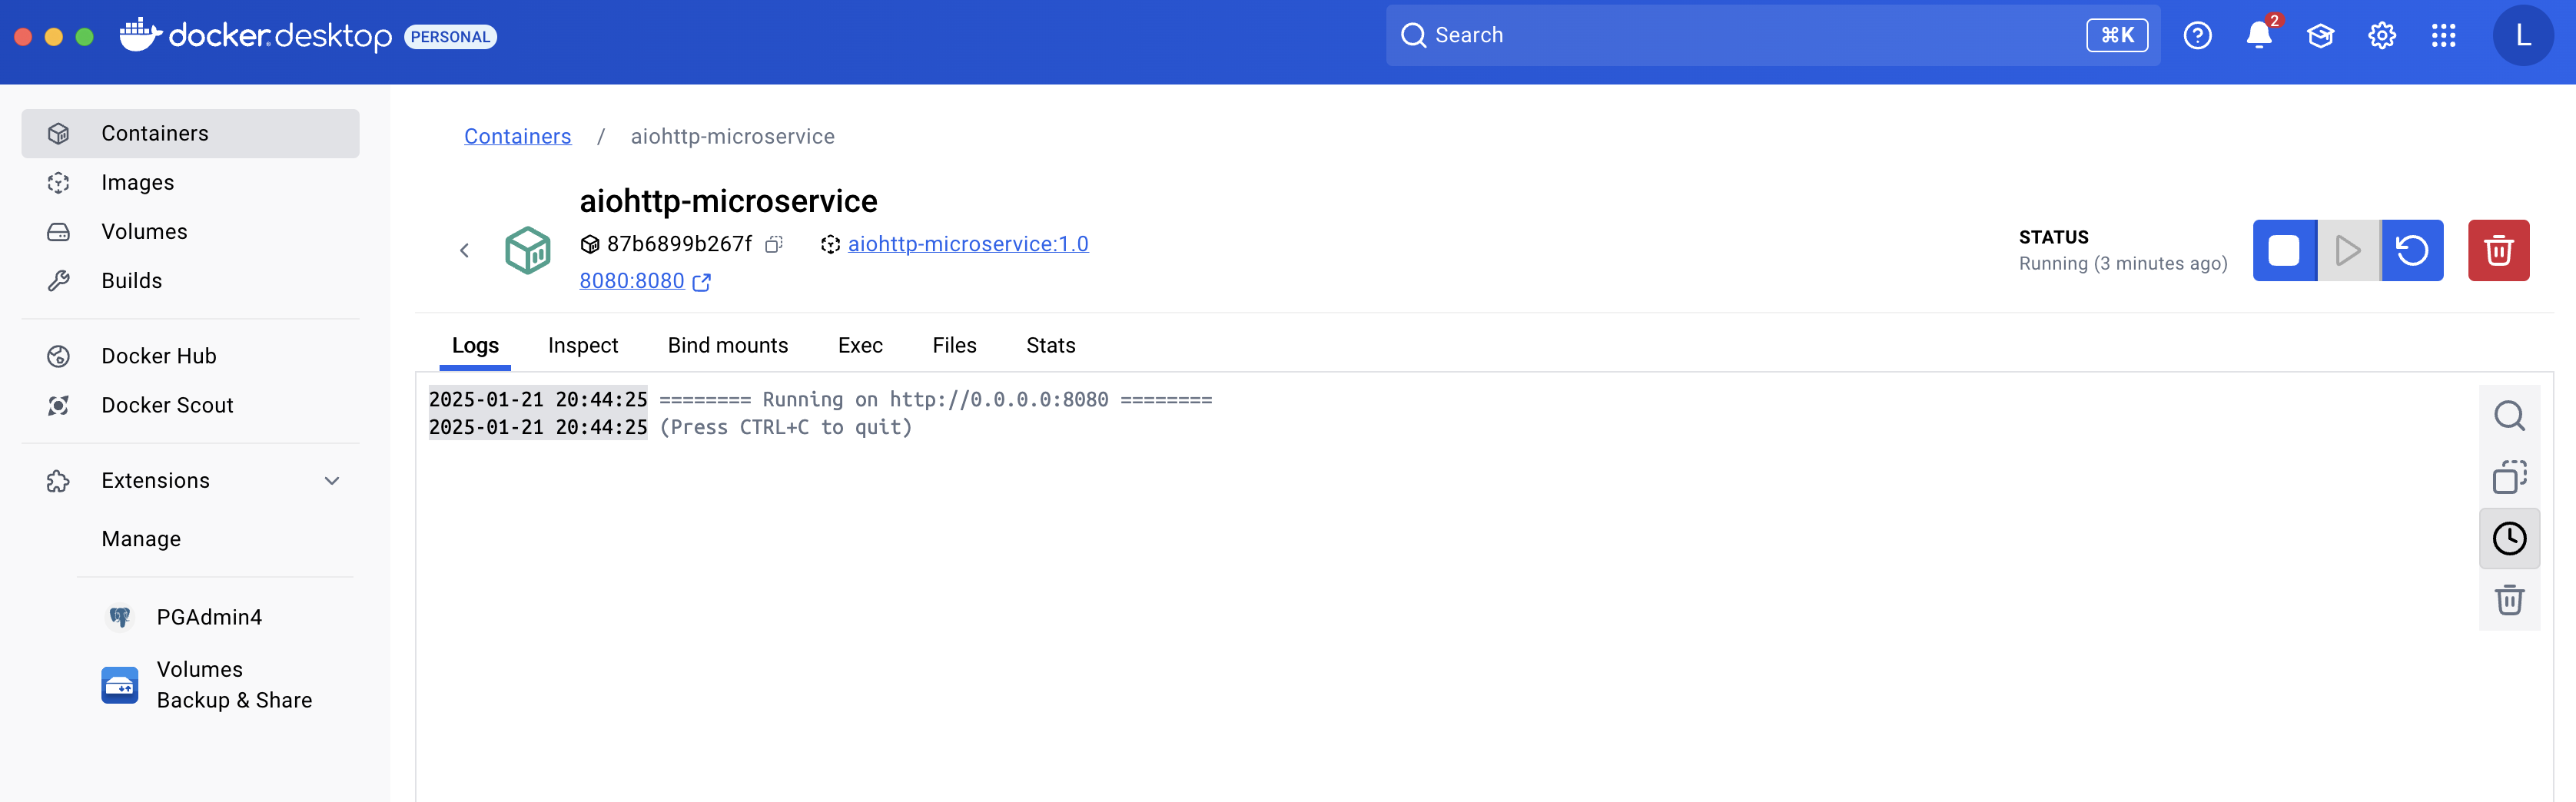 docker desktop PERSONAL
Search
⌘K
2
L
Containers
Images
Volumes
Builds
Docker Hub
Docker Scout
Extensions
Manage
PGAdmin4
Volumes
Backup & Share
Containers / aiohttp-microservice
aiohttp-microservice
87b6899b267f aiohttp-microservice:1.0
8080:8080
STATUS
Running (3 minutes ago)
Logs Inspect Bind mounts Exec Files Stats
2025-01-21 20:44:25 ======== Running on http://0.0.0.0:8080 ========
2025-01-21 20:44:25 (Press CTRL+C to quit)